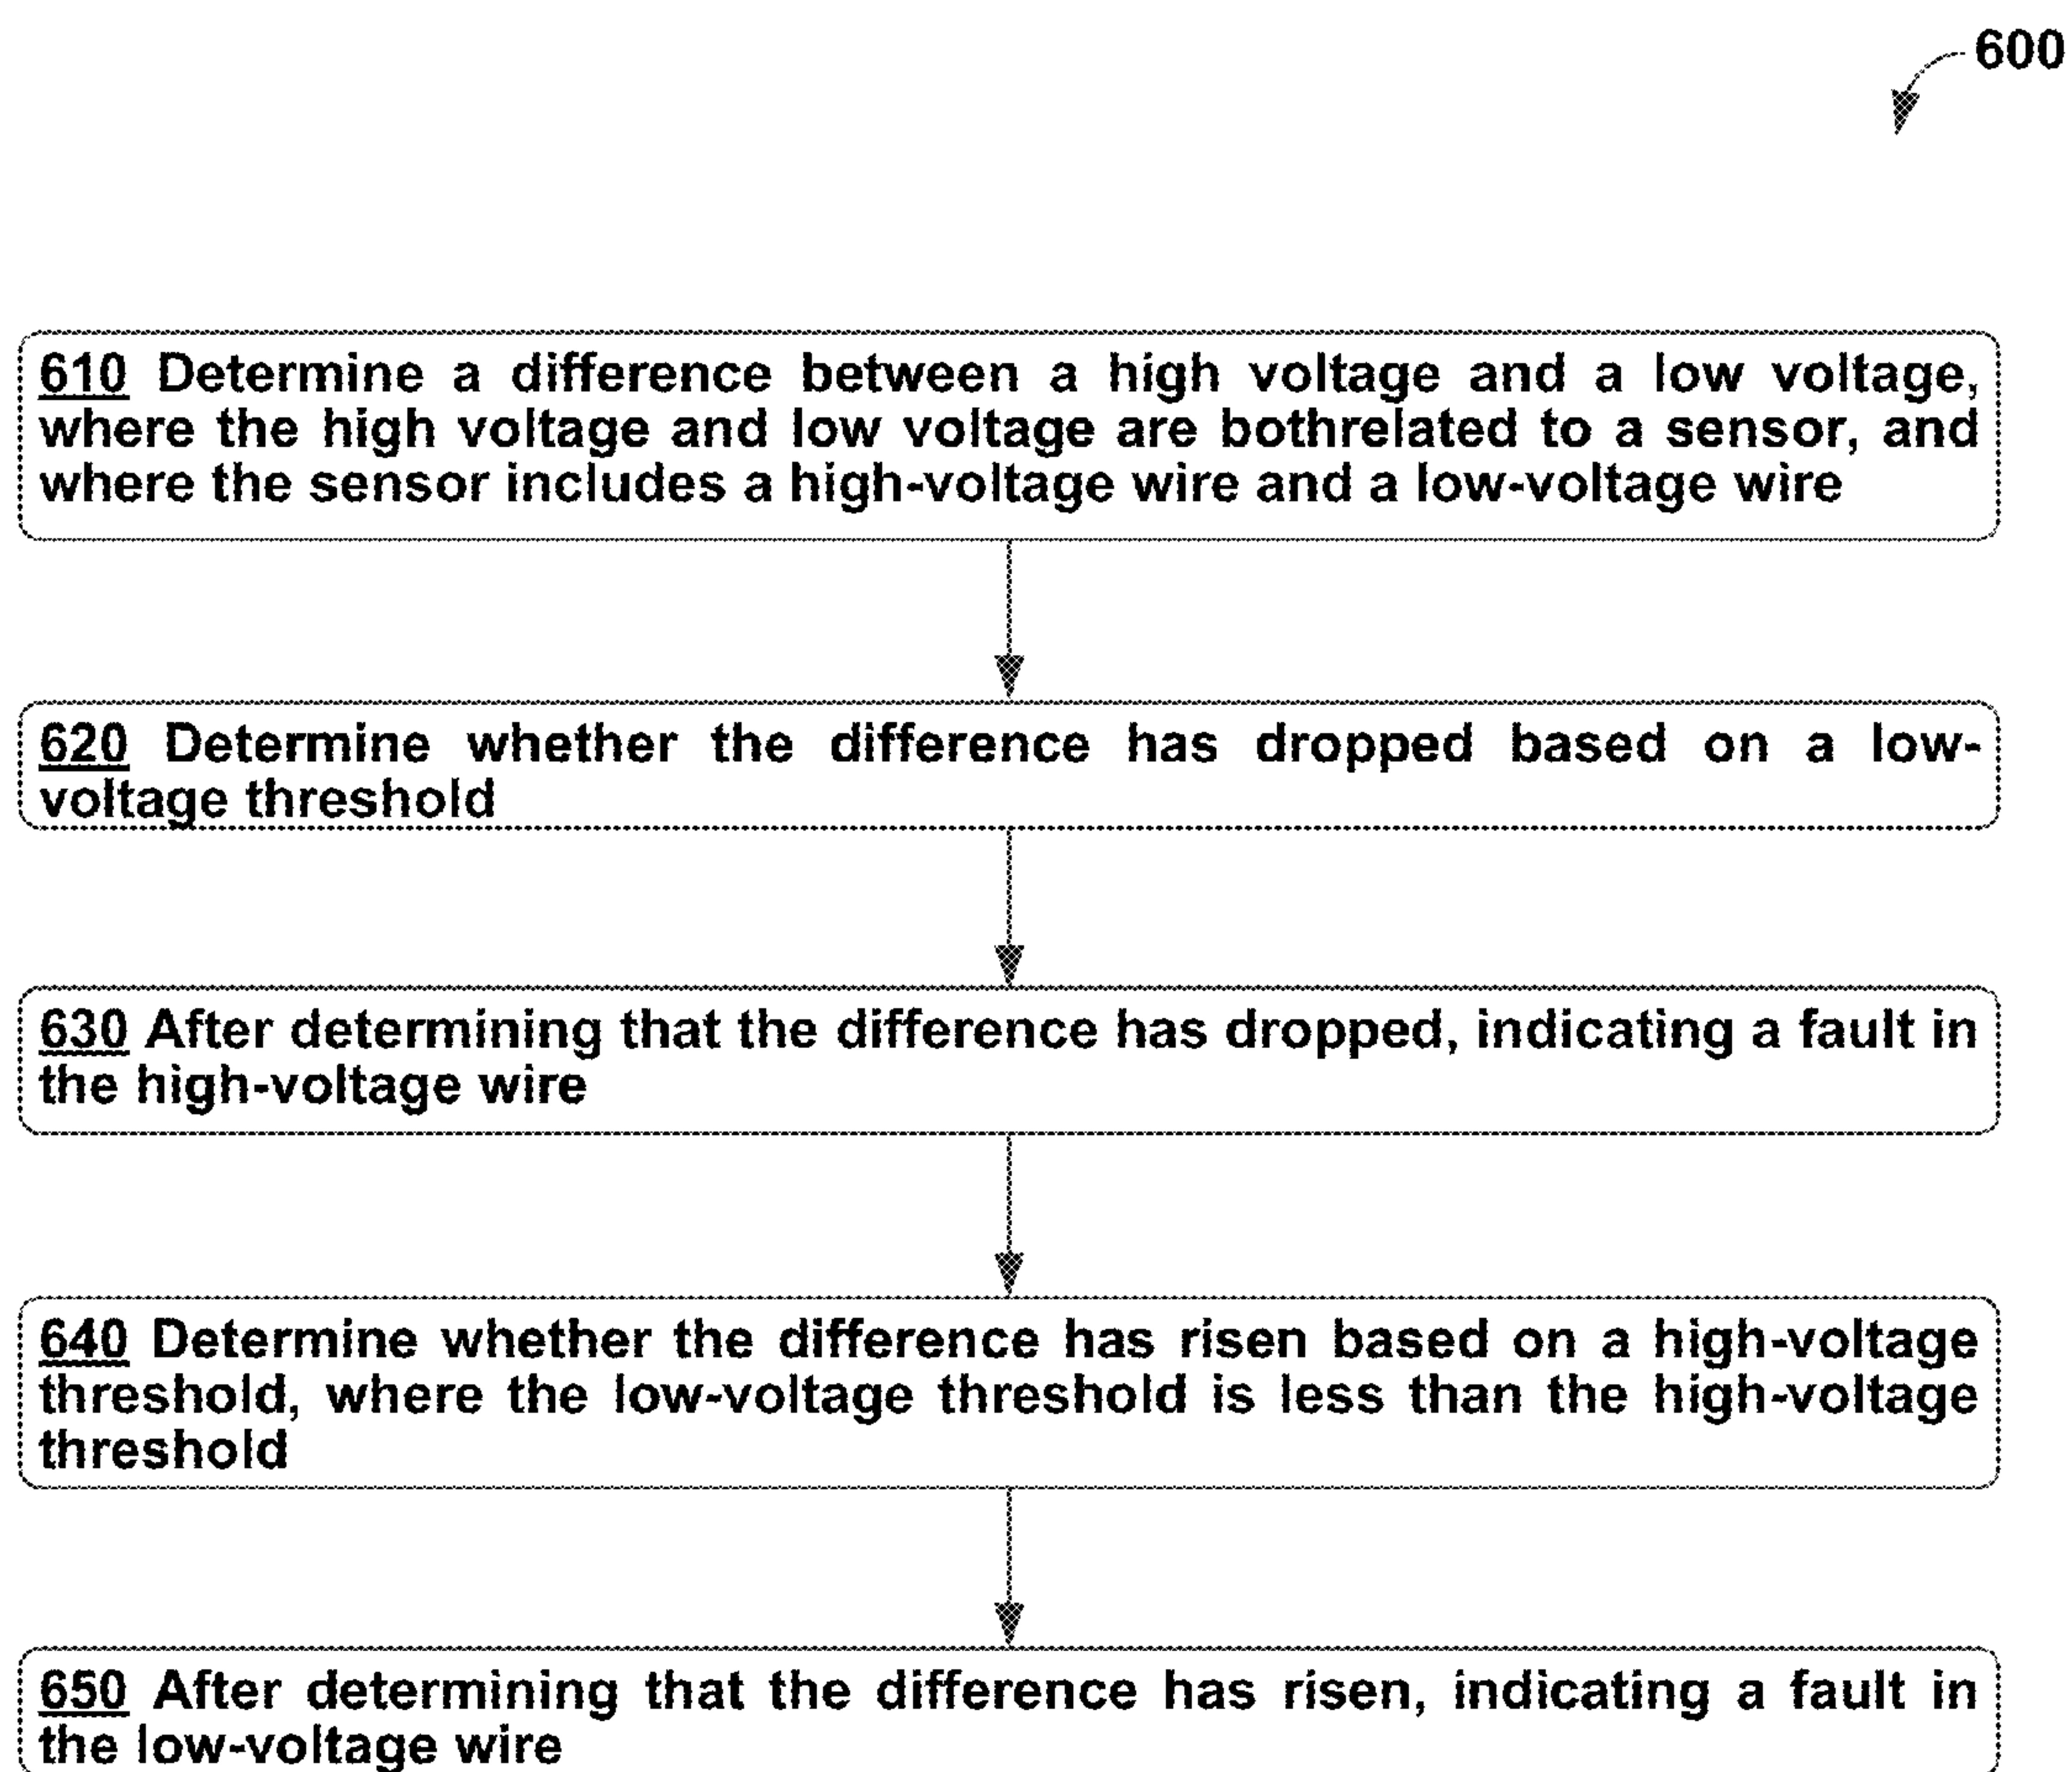 600
610 Determine a difference between a high voltage and a low voltage,
where the high voltage and low voltage are bothrelated to a sensor, and
where the sensor includes a high-voltage wire and a low-voltage wire
620 Determine whether the difference has dropped based on a low-
voltage threshold
630 After determining that the difference has dropped, indicating a fault in
the high-voltage wire
640 Determine whether the difference has risen based on a high-voltage
threshold, where the low-voltage threshold is less than the high-voltage
threshold
650 After determining that the difference has risen, indicating a fault in
the low-voltage wire